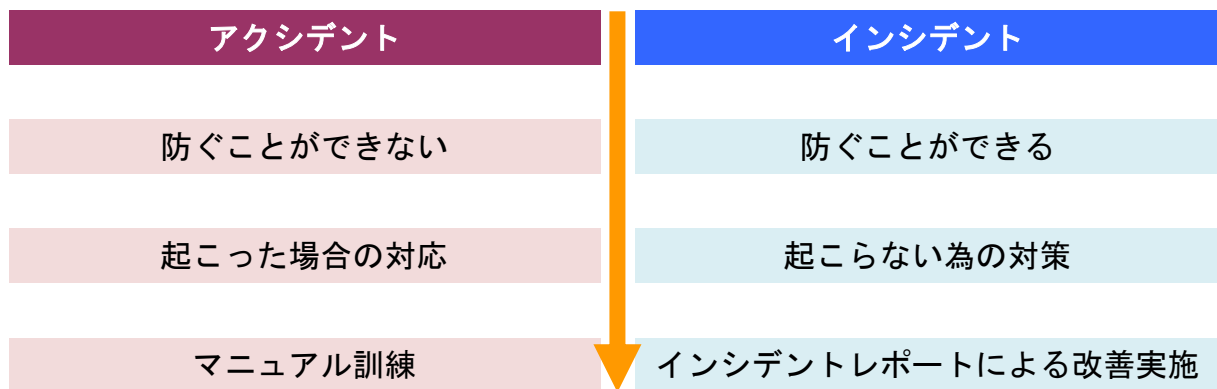 アクシデント
インシデント
防ぐことができない
防ぐことができる
起こった場合の対応
起こらない為の対策
マニュアル訓練
インシデントレポートによる改善実施